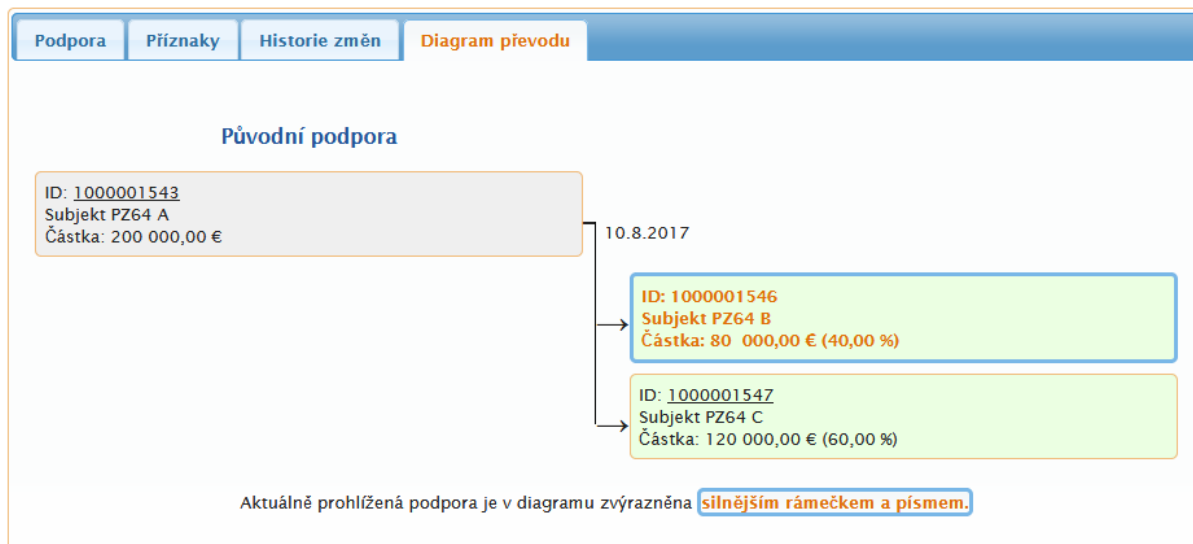 Podpora
Příznaky
Historie změn
Diagram převodu
Původní podpora
ID: 1000001543
Subjekt PZ64 A
Částka: 200 000,00 €
10.8.2017
ID: 1000001546
Subjekt PZ64 B
Částka: 80  000,00 € (40,00 %)
ID: 1000001547
Subjekt PZ64 C
Částka: 120 000,00 € (60,00 %)
Aktuálně prohlížená podpora je v diagramu zvýrazněna silnějším rámečkem a písmem.